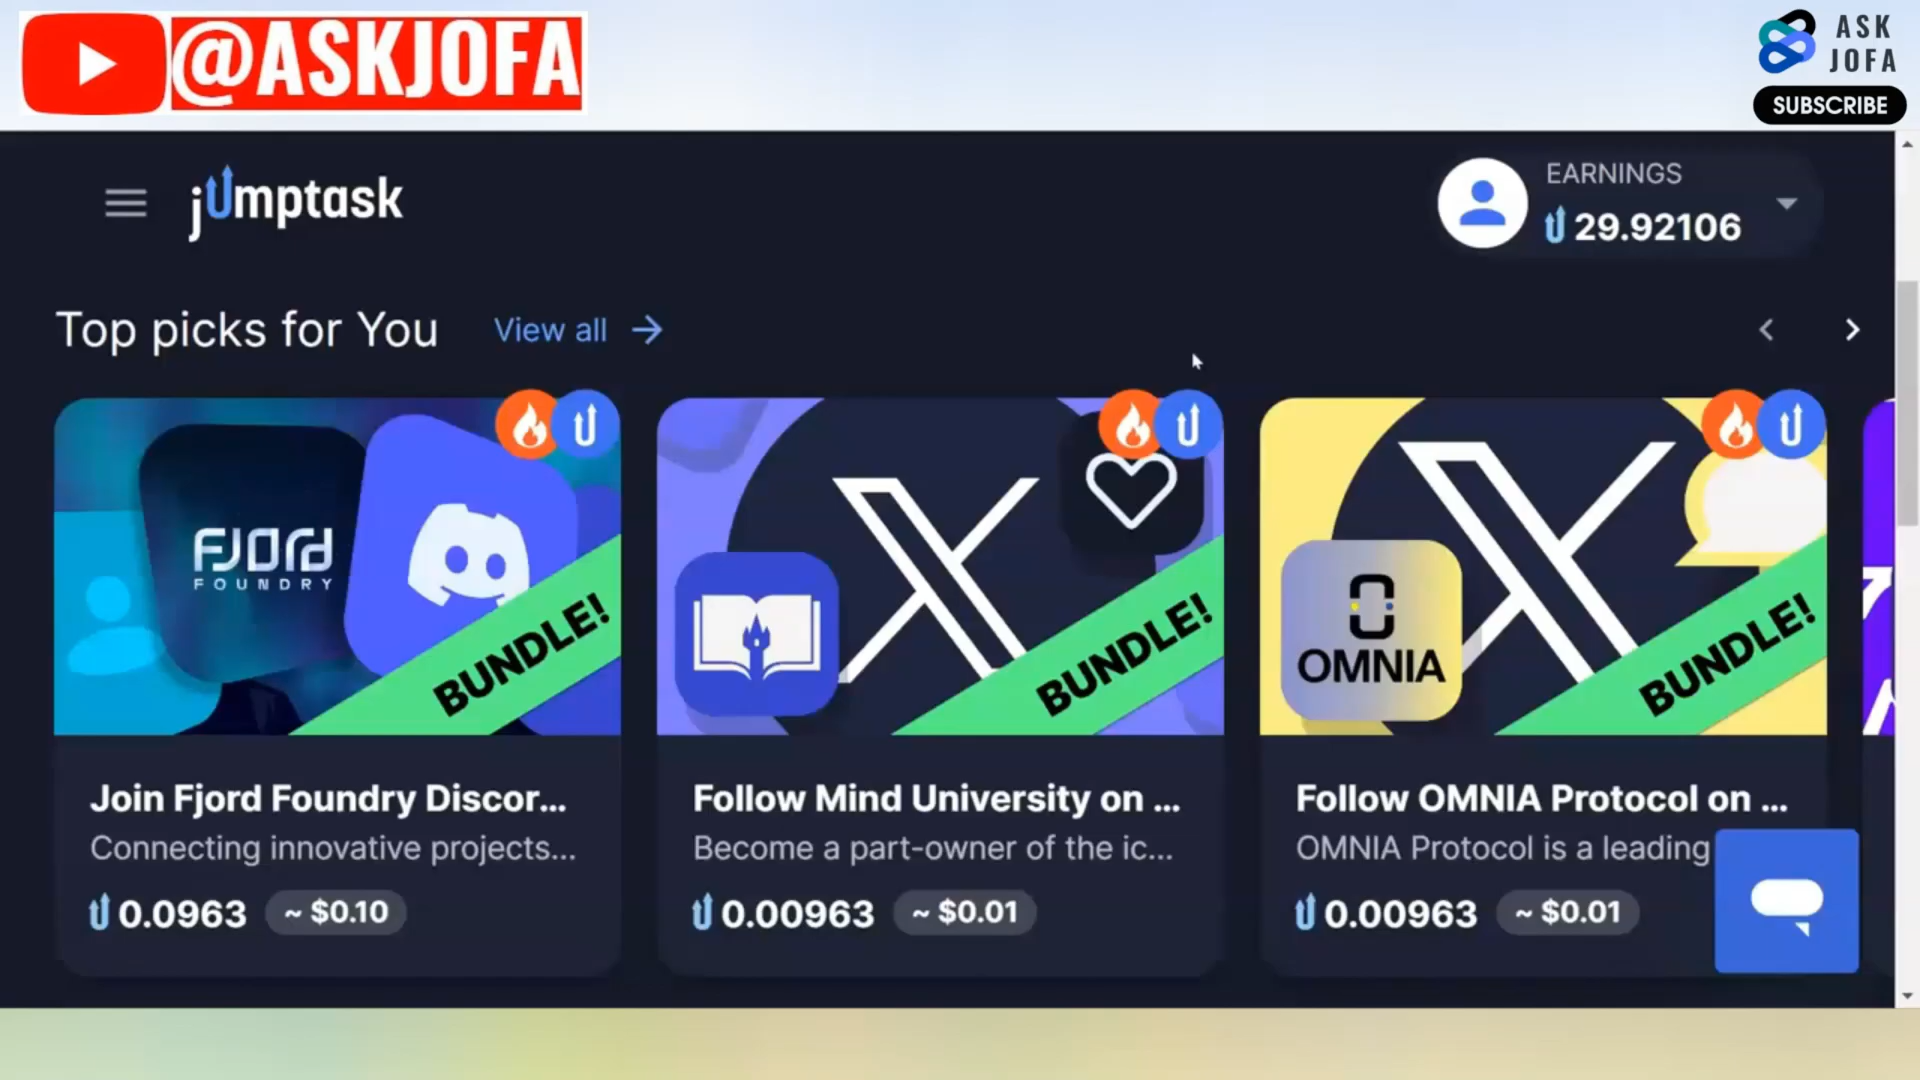 @ASKJOFA
ASK
JOFA
SUBSCRIBE
jumptask
EARNINGS
29.92106
Top picks for You
View all
FJORD
FOUNDRY
BUNDLE!
BUNDLE!
OMNIA
BUNDLE!
Join Fjord Foundry Discor...
Connecting innovative projects...
0.0963
~ $0.10
Follow Mind University on ...
Become a part-owner of the ic...
0.00963
~ $0.01
Follow OMNIA Protocol on ...
OMNIA Protocol is a leading
0.00963
~ $0.01